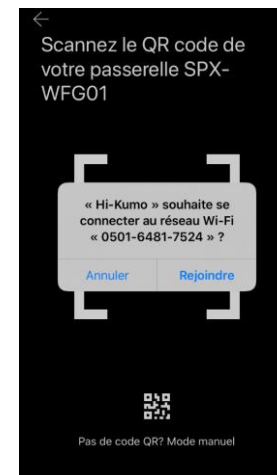 Scannez le QR code de
votre passerelle SPX-
WFG01
« Hi-Kumo » souhaite se
connecter au réseau Wi-Fi
« 0501-6481-7524 » ?
Annuler Rejoindre
Pas de code QR? Mode manuel